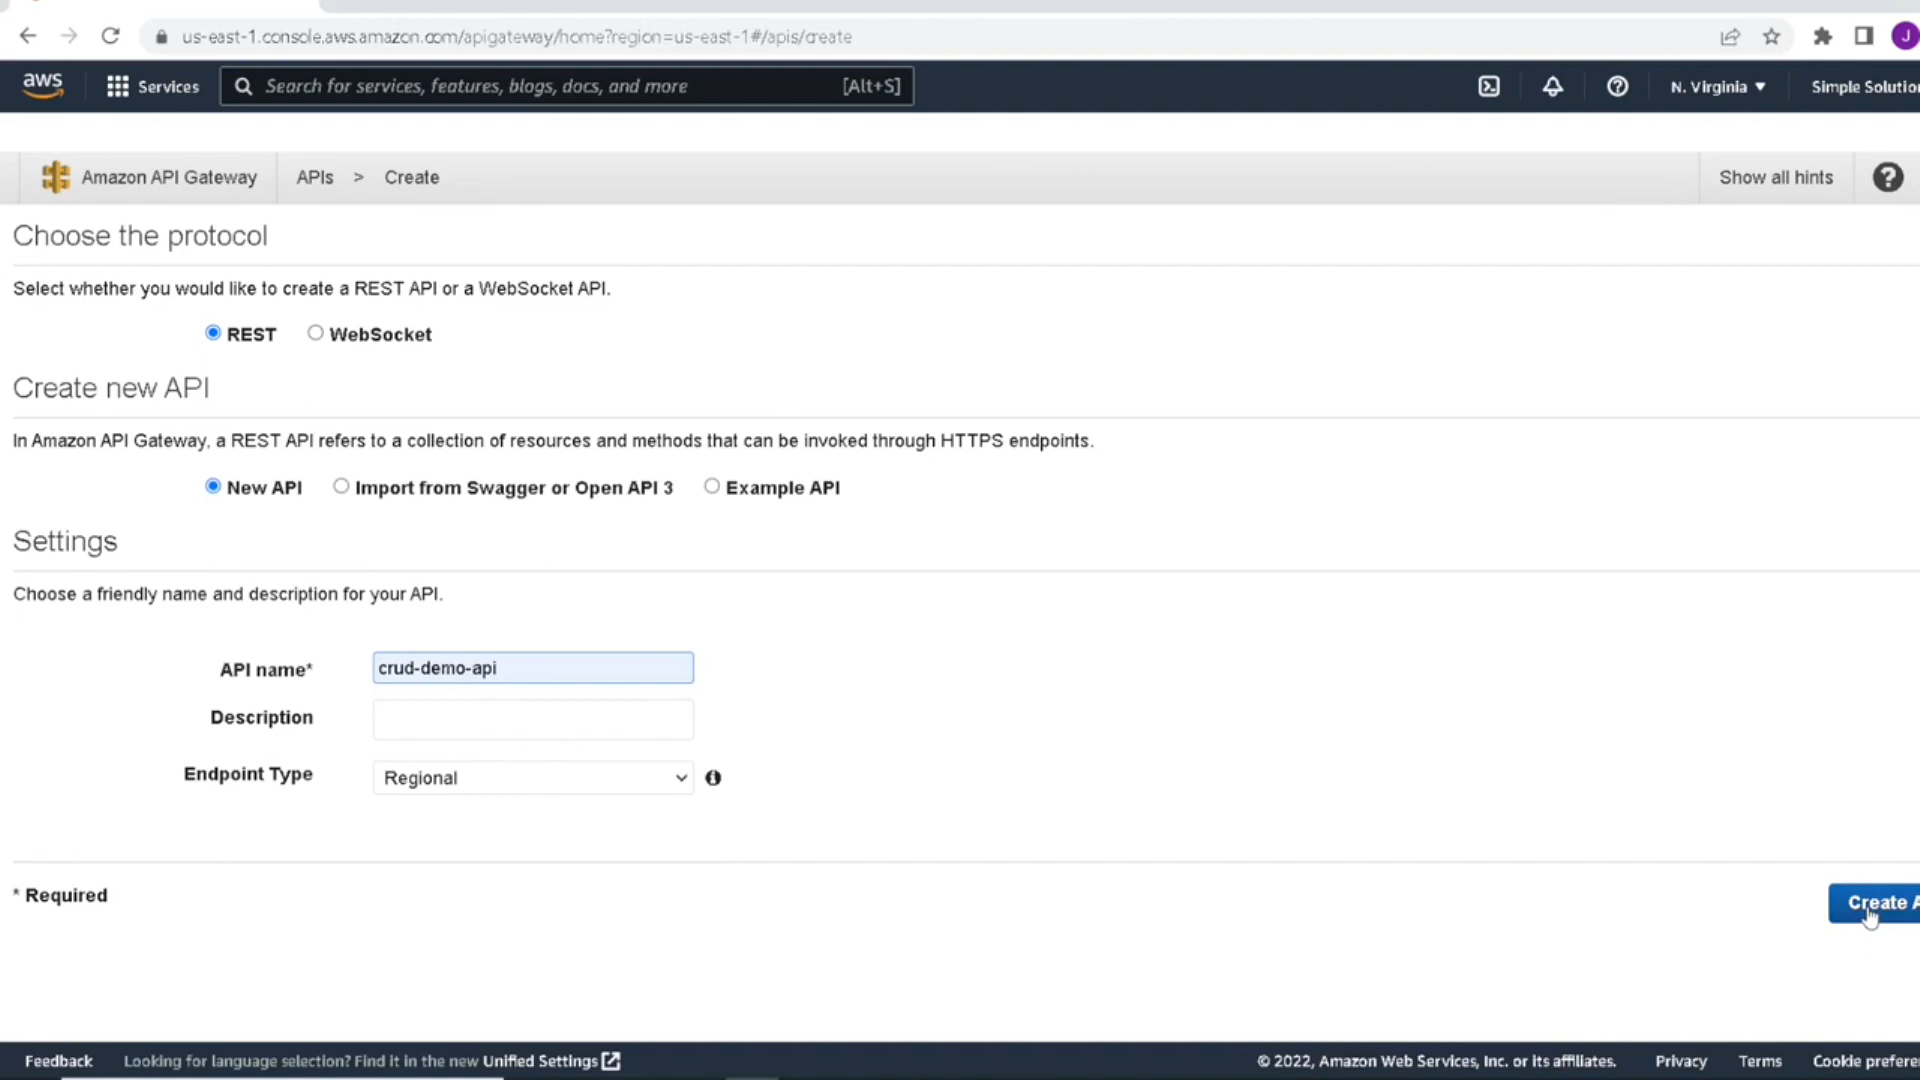 us-east-1.console.aws.amazon.com/apigateway/home?region=us-east-1#/apis/create
J
aws
Services
Search for services, features, blogs, docs, and more
[Alt+S]
N. Virginia
Simple Solution
Amazon API Gateway
APIs > Create
Show all hints
Choose the protocol
Select whether you would like to create a REST API or a WebSocket API.
REST WebSocket
Create new API
In Amazon API Gateway, a REST API refers to a collection of resources and methods that can be invoked through HTTPS endpoints.
New API Import from Swagger or Open API 3 Example API
Settings
Choose a friendly name and description for your API.
API name* crud-demo-api
Description
Endpoint Type Regional
* Required
Create A
Feedback Looking for language selection? Find it in the new Unified Settings
© 2022, Amazon Web Services, Inc. or its affiliates. Privacy Terms Cookie prefere